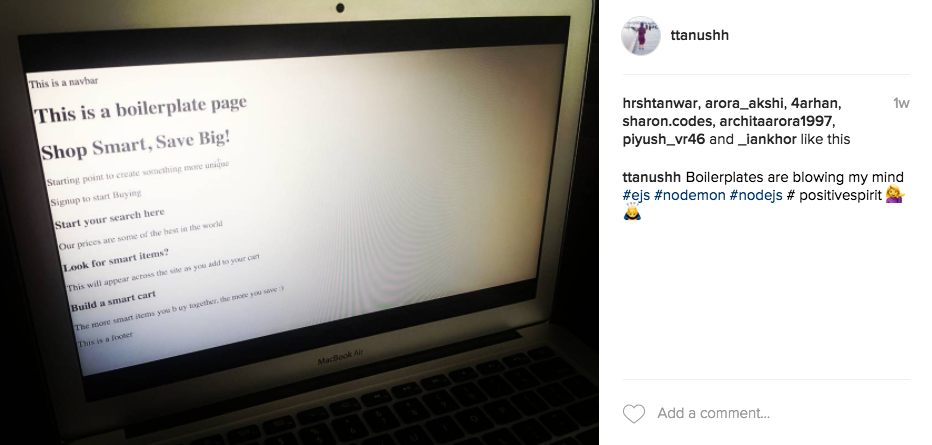 This is a navbar
This is a boilerplate page
Shop Smart, Save Big!
Starting point to create something more unique
Signup to start Buying
Start your search here
Our prices are some of the best in the world
Look for smart items?
This will appear across the site as you add to your cart
Build a smart cart
The more smart items you b uy together, the more you save :)
This is a footer
MacBook Air
ttanushh
hrshtanwar, arora_akshi, 4arhan,
1w
sharon.codes, architaarora1997,
piyush_vr46 and _iankhor like this
ttanushh Boilerplates are blowing my mind
#ejs #nodemon #nodejs # positivespirit 💁‍♀️
🙇‍♀️
Add a comment...